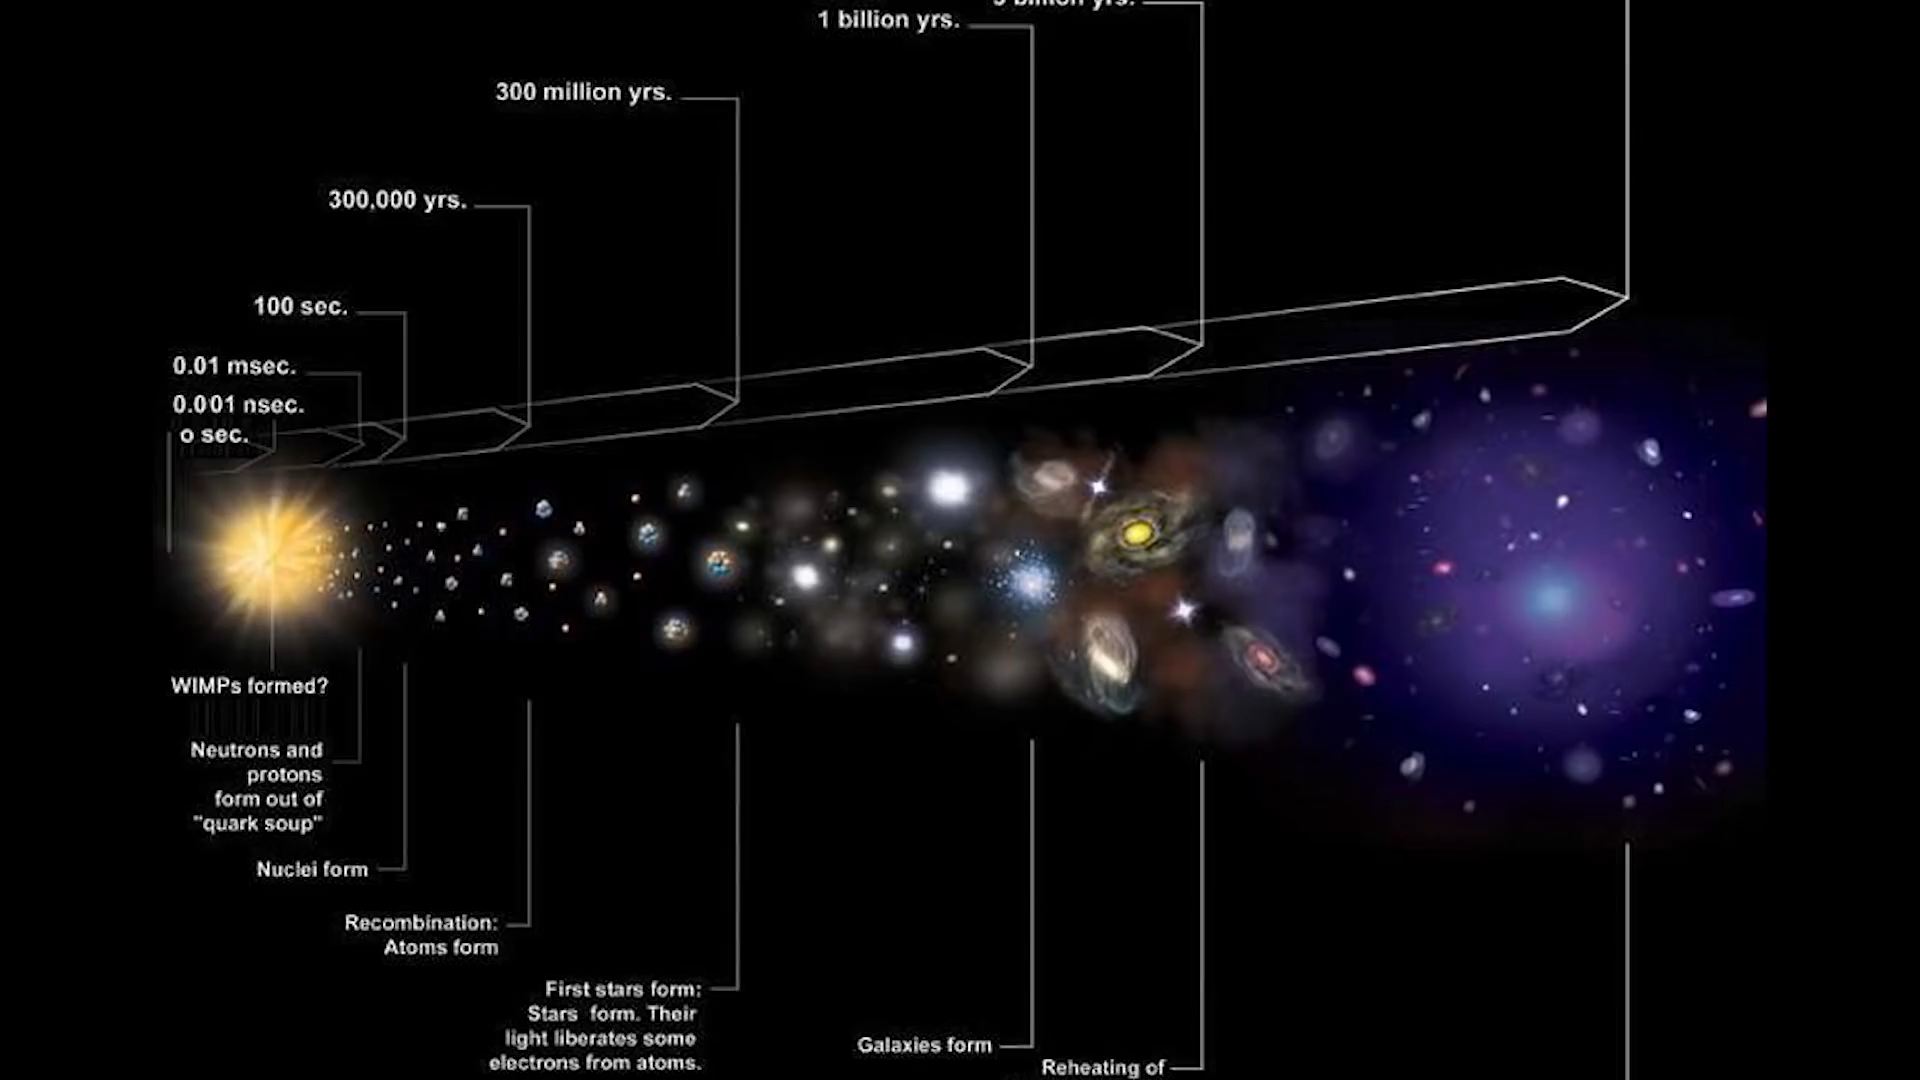 billion yrs.
1 billion yrs.
300 million yrs.
300,000 yrs.
100 sec.
0.01 msec.
0.001 nsec.
o sec.
WIMPs formed?
Neutrons and
protons
form out of
"quark soup"
Nuclei form
Recombination:
Atoms form
First stars form:
Stars form. Their
light liberates some
electrons from atoms.
Galaxies form
Reheating of